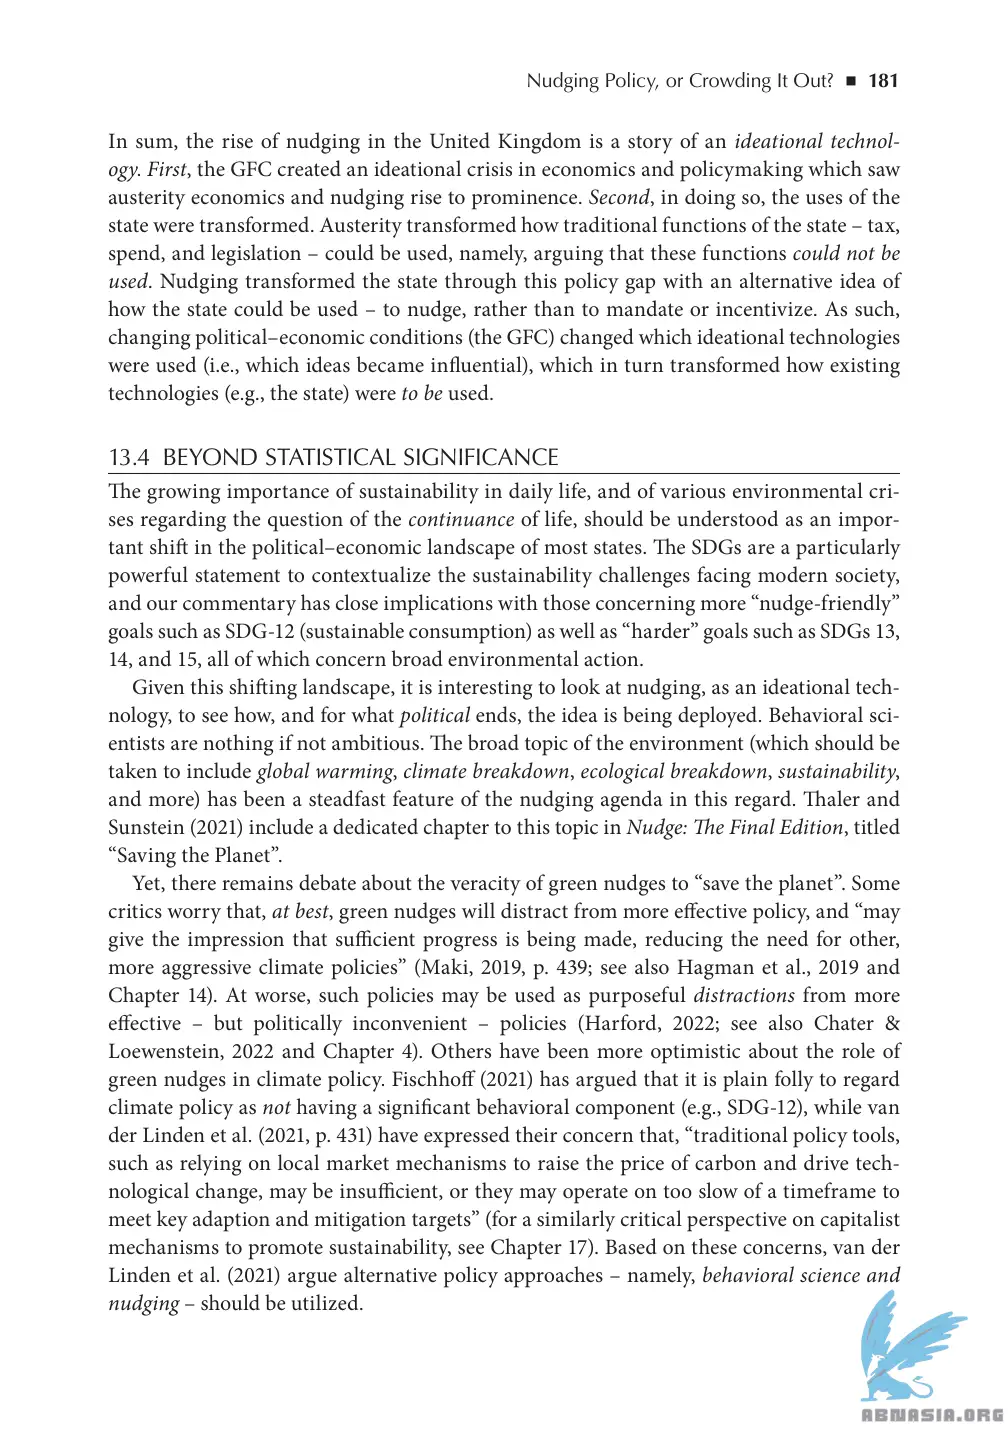 Nudging Policy, or Crowding It Out? ■ 181
In sum, the rise of nudging in the United Kingdom is a story of an ideational technol-
ogy. First, the GFC created an ideational crisis in economics and policymaking which saw
austerity economics and nudging rise to prominence. Second, in doing so, the uses of the
state were transformed. Austerity transformed how traditional functions of the state – tax,
spend, and legislation – could be used, namely, arguing that these functions could not be
used. Nudging transformed the state through this policy gap with an alternative idea of
how the state could be used – to nudge, rather than to mandate or incentivize. As such,
changing political–economic conditions (the GFC) changed which ideational technologies
were used (i.e., which ideas became influential), which in turn transformed how existing
technologies (e.g., the state) were to be used.
13.4 BEYOND STATISTICAL SIGNIFICANCE
The growing importance of sustainability in daily life, and of various environmental cri-
ses regarding the question of the continuance of life, should be understood as an impor-
tant shift in the political–economic landscape of most states. The SDGs are a particularly
powerful statement to contextualize the sustainability challenges facing modern society,
and our commentary has close implications with those concerning more “nudge-friendly”
goals such as SDG-12 (sustainable consumption) as well as “harder” goals such as SDGs 13,
14, and 15, all of which concern broad environmental action.
Given this shifting landscape, it is interesting to look at nudging, as an ideational tech-
nology, to see how, and for what political ends, the idea is being deployed. Behavioral sci-
entists are nothing if not ambitious. The broad topic of the environment (which should be
taken to include global warming, climate breakdown, ecological breakdown, sustainability,
and more) has been a steadfast feature of the nudging agenda in this regard. Thaler and
Sunstein (2021) include a dedicated chapter to this topic in Nudge: The Final Edition, titled
“Saving the Planet”.
Yet, there remains debate about the veracity of green nudges to “save the planet”. Some
critics worry that, at best, green nudges will distract from more effective policy, and “may
give the impression that sufficient progress is being made, reducing the need for other,
more aggressive climate policies” (Maki, 2019, p. 439; see also Hagman et al., 2019 and
Chapter 14). At worse, such policies may be used as purposeful distractions from more
effective – but politically inconvenient – policies (Harford, 2022; see also Chater &
Loewenstein, 2022 and Chapter 4). Others have been more optimistic about the role of
green nudges in climate policy. Fischhoff (2021) has argued that it is plain folly to regard
climate policy as not having a significant behavioral component (e.g., SDG-12), while van
der Linden et al. (2021, p. 431) have expressed their concern that, “traditional policy tools,
such as relying on local market mechanisms to raise the price of carbon and drive tech-
nological change, may be insufficient, or they may operate on too slow of a timeframe to
meet key adaption and mitigation targets” (for a similarly critical perspective on capitalist
mechanisms to promote sustainability, see Chapter 17). Based on these concerns, van der
Linden et al. (2021) argue alternative policy approaches – namely, behavioral science and
nudging – should be utilized.
ABNASIA.ORG